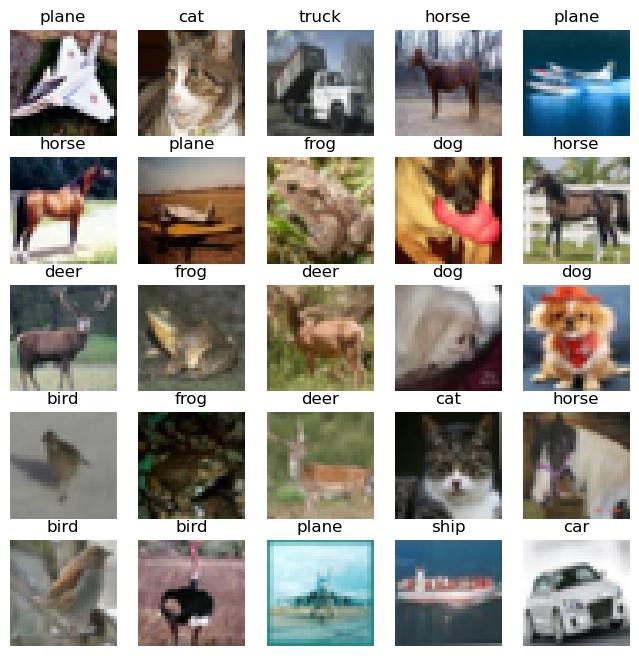 plane cat truck horse plane
horse plane frog dog horse
deer frog deer dog dog
bird frog deer cat horse
bird bird plane ship car